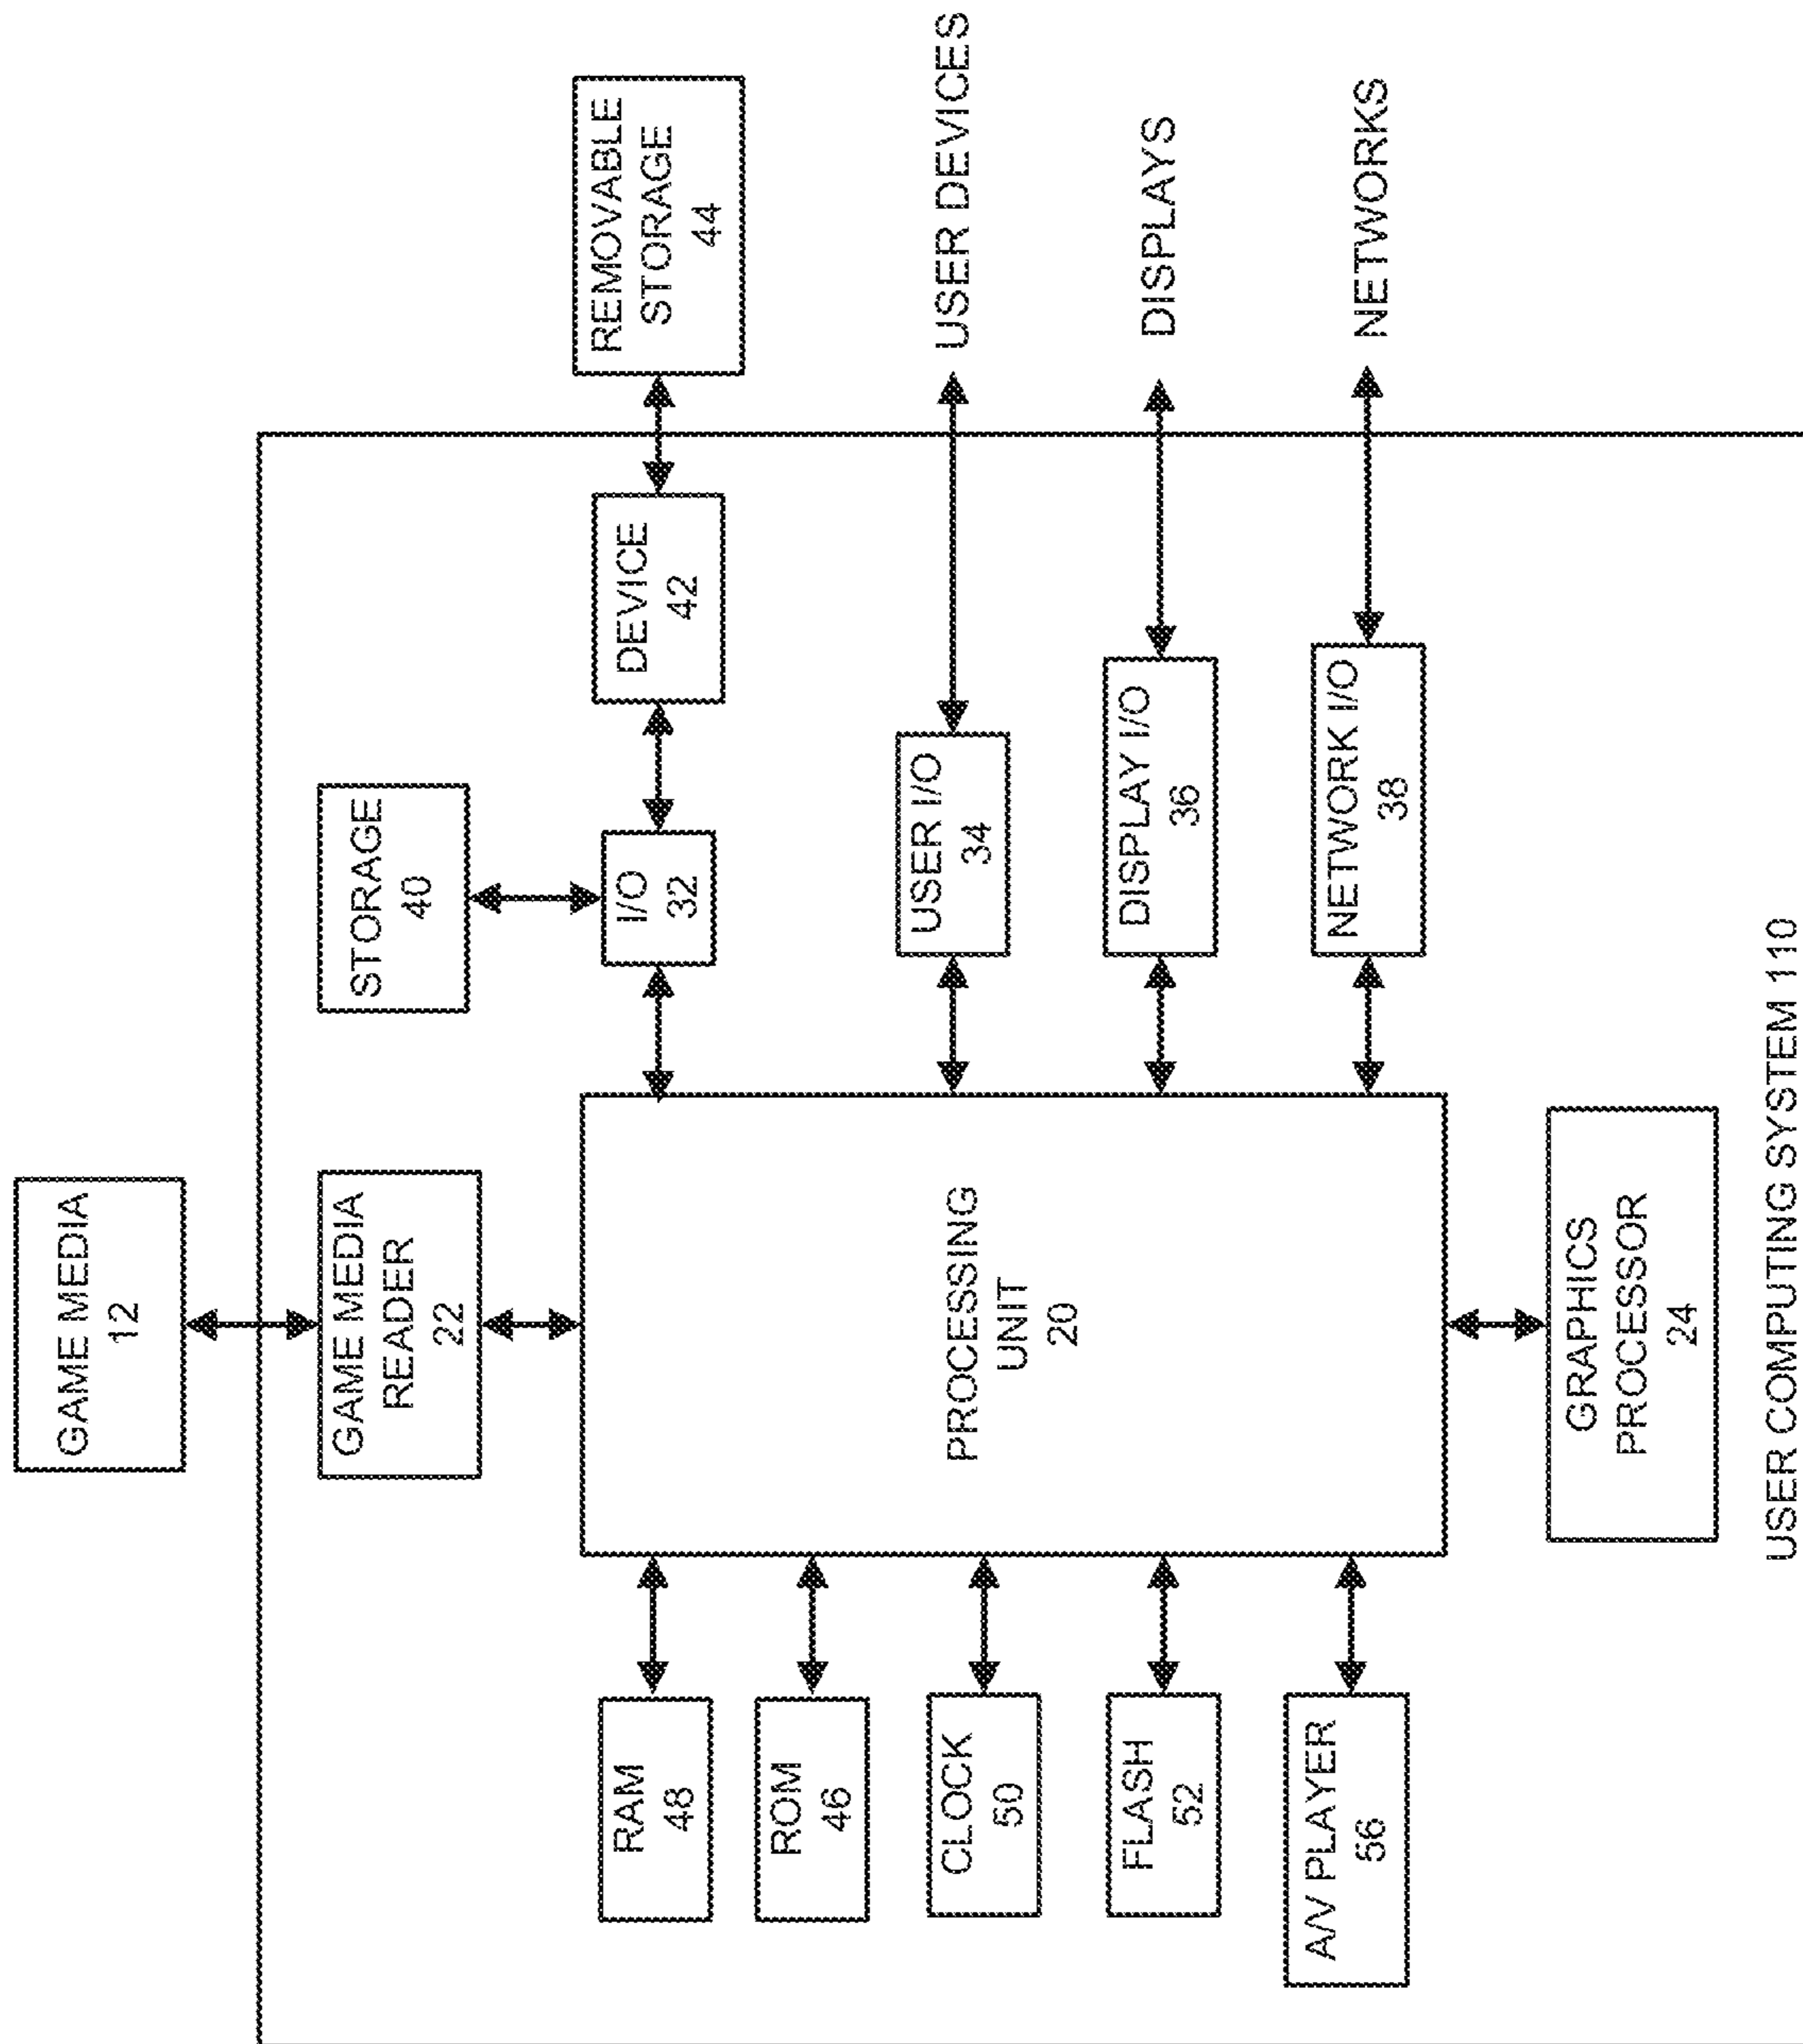 GAME MEDIA
12
GAME MEDIA
READER
22
STORAGE
40
RAM
48
ROM
46
CLOCK
50
FLASH
52
A/V PLAYER
56
PROCESSING
UNIT
20
I/O
32
DEVICE
42
REMOVABLE
STORAGE
44
USER I/O
34
USER DEVICES
DISPLAY I/O
36
DISPLAYS
NETWORK I/O
38
NETWORKS
GRAPHICS
PROCESSOR
24
USER COMPUTING SYSTEM 110